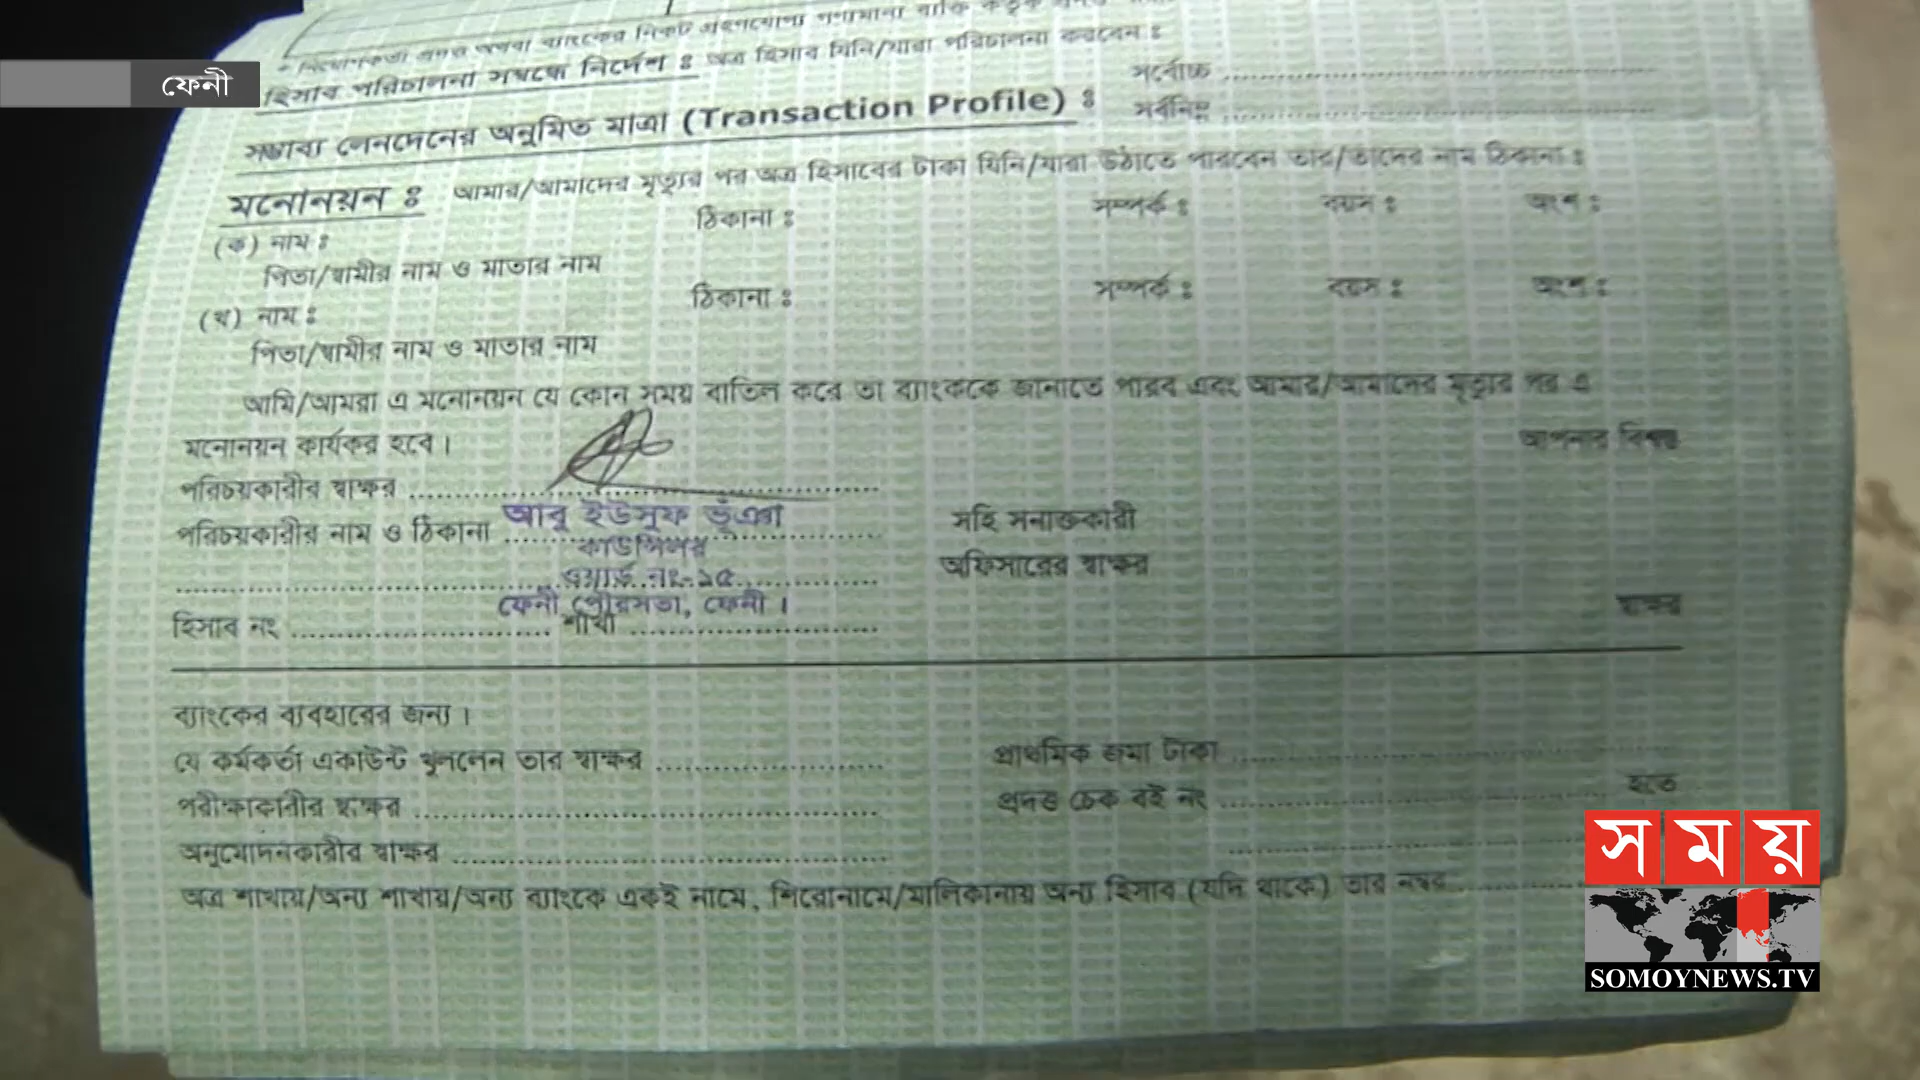 ফেনী
হিসাব পরিচালনা সম্পর্কে নির্দেশ : অত্র হিসাব যিনি/যারা পরিচালনা করবেন :
সর্বোচ্চ
সম্ভাব্য লেনদেনের অনুমিত মাত্রা (Transaction Profile) :
সর্বনিম্ন
মনোনয়ন : আমার/আমাদের মৃত্যুর পর অত্র হিসাবের টাকা যিনি/যারা উঠাতে পারবেন তার/তাদের নাম ঠিকানা :
(ক) নাম : ঠিকানা : সম্পর্ক : বয়স : অংশ :
পিতা/স্বামীর নাম ও মাতার নাম
(খ) নাম : ঠিকানা : সম্পর্ক : বয়স : অংশ :
পিতা/স্বামীর নাম ও মাতার নাম
আমি/আমরা এ মনোনয়ন যে কোন সময় বাতিল করে তা ব্যাংককে জানাতে পারব এবং আমার/আমাদের মৃত্যুর পর এ
মনোনয়ন কার্যকর হবে।
আপনার বিশ্বস্ত
পরিচয়কারীর স্বাক্ষর
পরিচয়কারীর নাম ও ঠিকানা আবু ইউসুফ ভূঁঞা
কাউন্সিলর
ওয়ার্ড নং-১৫
ফেনী পৌরসভা, ফেনী।
সহি সনাক্তকারী
অফিসারের স্বাক্ষর
স্বাক্ষর
হিসাব নং শাখা
ব্যাংকের ব্যবহারের জন্য।
যে কর্মকর্তা একাউন্ট খুললেন তার স্বাক্ষর প্রাথমিক জমা টাকা
পরীক্ষাকারীর স্বাক্ষর প্রদত্ত চেক বই নং হতে
অনুমোদনকারীর স্বাক্ষর
অত্র শাখায়/অন্য শাখায়/অন্য ব্যাংকে একই নামে, শিরোনামে/মালিকানায় অন্য হিসাব (যদি থাকে) তার নম্বর
সময়
SOMOYNEWS.TV